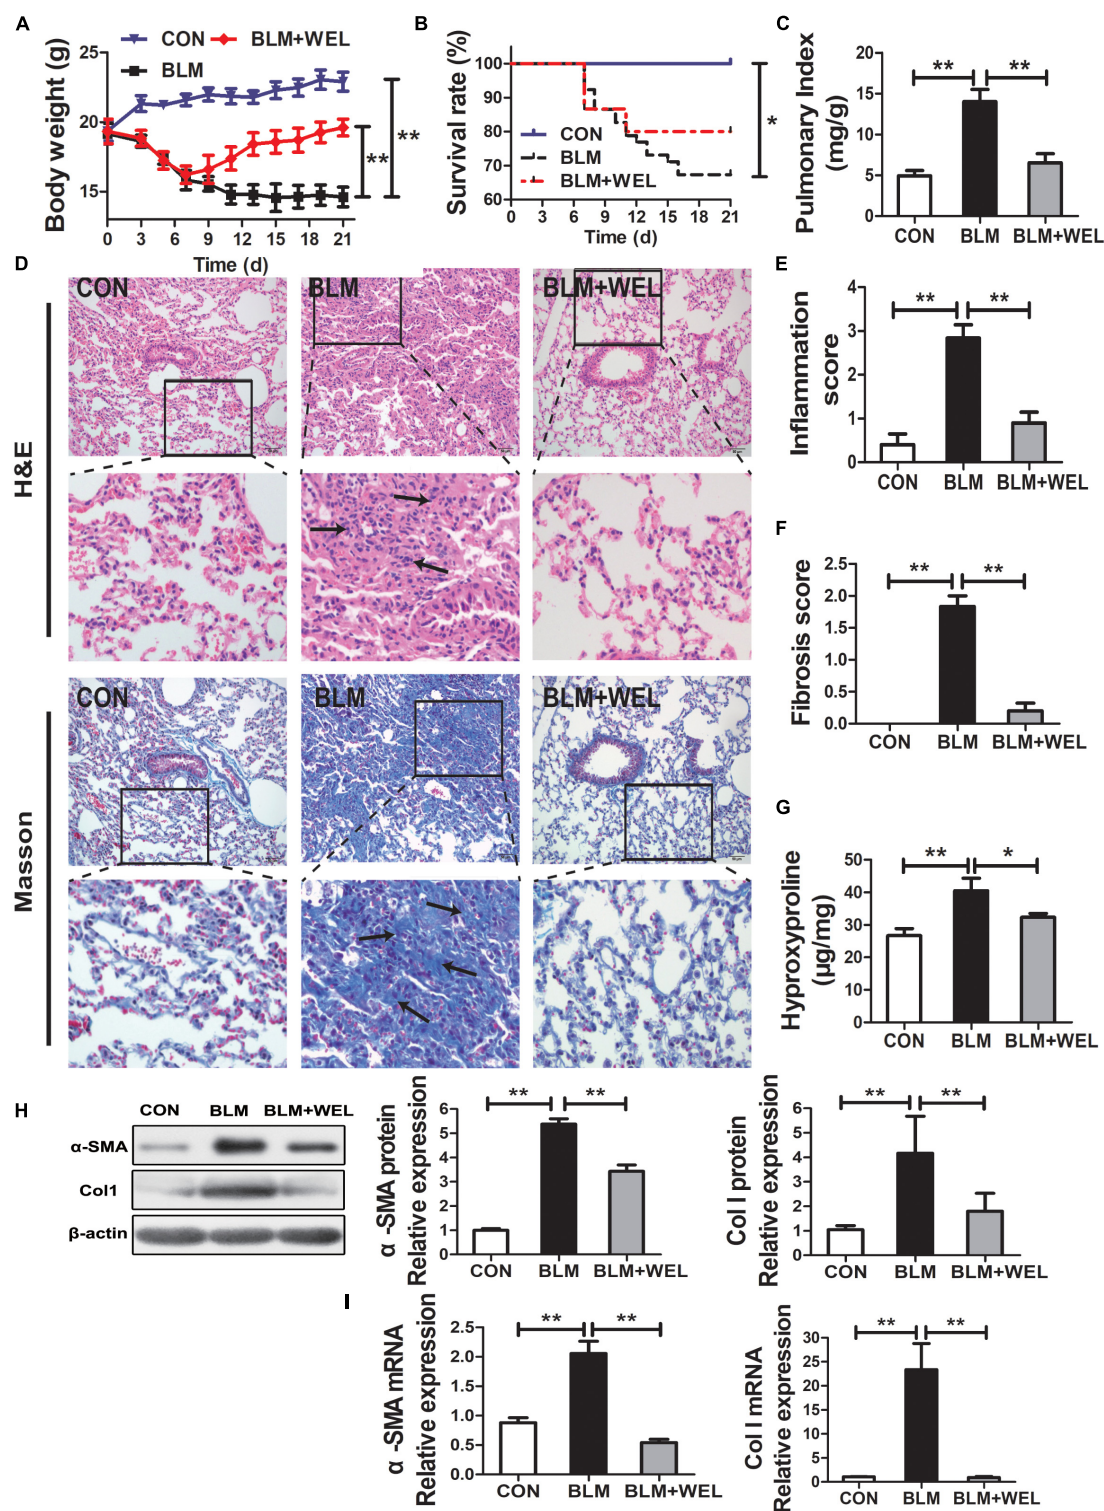 A
Body weight (g)
CON
BLM+WEL
BLM
25
20
15
0 3 6 9 12 15 18 21
Time (d)
**
**
B
Survival rate (%)
100
90
80
70
60
CON
BLM
BLM+WEL
*
0 3 6 9 12 15 18 21
Time (d)
C
Pulmonary Index
(mg/g)
20
15
10
5
0
** **
CON BLM BLM+WEL
D
H&E
CON BLM BLM+WEL
Masson
CON BLM BLM+WEL
E
Inflammation
score
4
3
2
1
0
** **
CON BLM BLM+WEL
F
Fibrosis score
2.5
2.0
1.5
1.0
0.5
0.0
** **
CON BLM BLM+WEL
G
Hyproxyproline
(μg/mg)
50
40
30
20
10
0
** *
CON BLM BLM+WEL
H
CON BLM BLM+WEL
α-SMA
Col1
β-actin
α -SMA protein
Relative expression
6
5
4
3
2
1
0
** **
CON BLM BLM+WEL
Col I protein
Relative expression
6
4
2
0
** **
CON BLM BLM+WEL
I
α -SMA mRNA
Relative expression
2.5
2.0
1.5
1.0
0.5
0.0
** **
CON BLM BLM+WEL
Col I mRNA
Relative expression
30
25
20
15
10
5
0
** **
CON BLM BLM+WEL